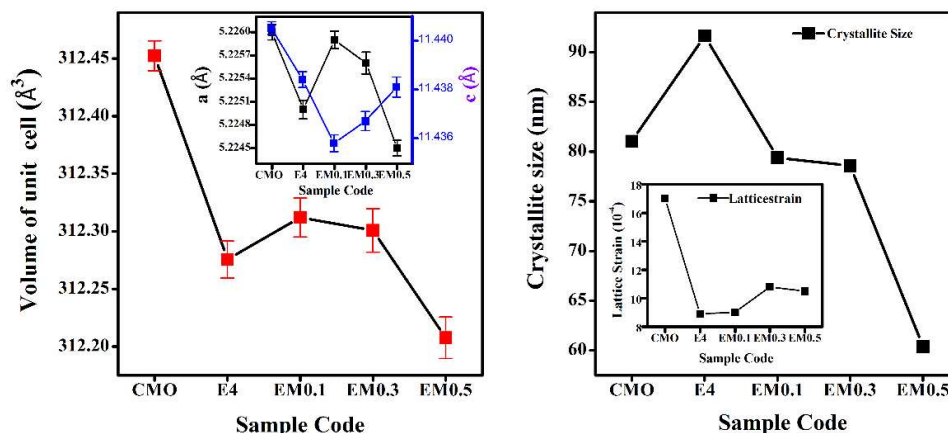 Volume of unit cell (Å³)
312.45
312.40
312.35
312.30
312.25
312.20
CMO E4 EM0.1 EM0.3 EM0.5
Sample Code
a (Å)
5.2260
5.2254
5.2250
5.2248
5.2245
11.440
11.438
11.436
c (Å)
CMO E4 EM0.1 EM0.3 EM0.5
Sample Code
Crystallite size (nm)
90
85
80
75
70
65
60
Crystallite Size
CMO E4 EM0.1 EM0.3 EM0.5
Sample Code
Lattice Strain (10⁻⁴)
18
16
14
12
10
8
Latticestrain
CMO E4 EM0.1 EM0.3 EM0.5
Sample Code